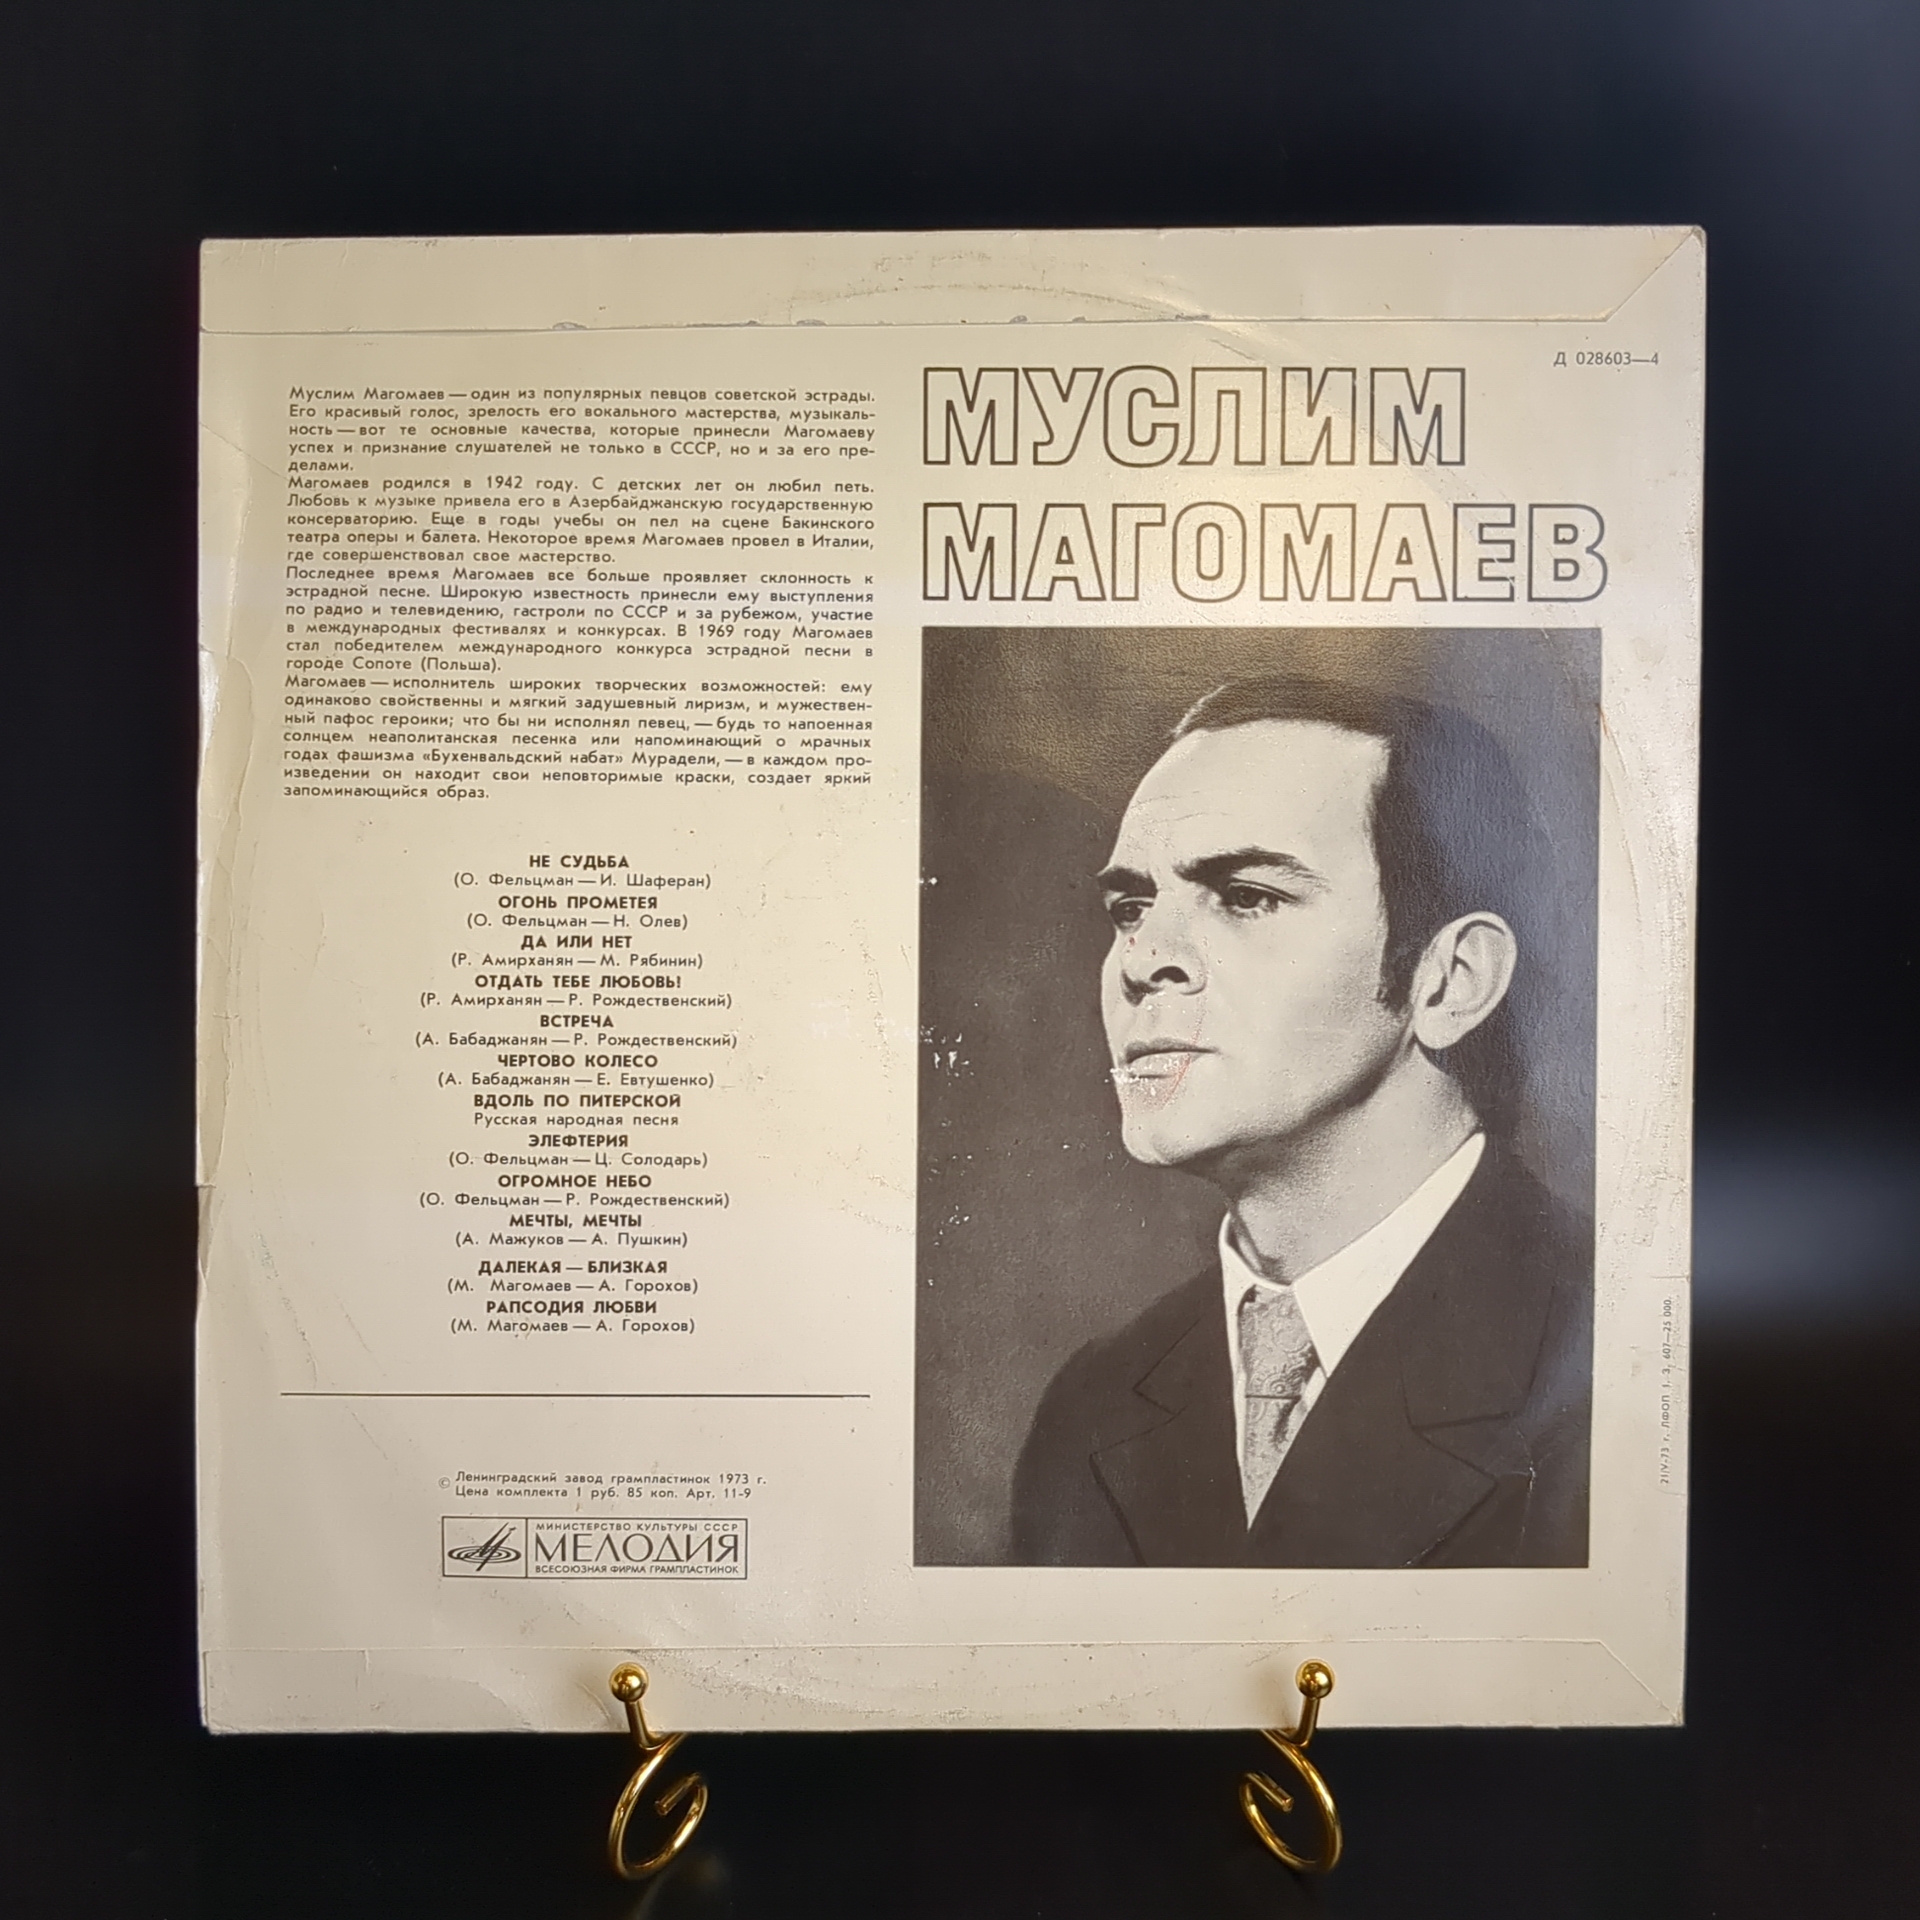 Д 028603—4
МУСЛИМ
МАГОМАЕВ
Муслим Магомаев — один из популярных певцов советской эстрады.
Его красивый голос, зрелость его вокального мастерства, музыкаль-
ность — вот те основные качества, которые принесли Магомаеву
успех и признание слушателей не только в СССР, но и за его пре-
делами.
Магомаев родился в 1942 году. С детских лет он любил петь.
Любовь к музыке привела его в Азербайджанскую государственную
консерваторию. Еще в годы учебы он пел на сцене Бакинского
театра оперы и балета. Некоторое время Магомаев провел в Италии,
где совершенствовал свое мастерство.
Последнее время Магомаев все больше проявляет склонность к
эстрадной песне. Широкую известность принесли ему выступления
по радио и телевидению, гастроли по СССР и за рубежом, участие
в международных фестивалях и конкурсах. В 1969 году Магомаев
стал победителем международного конкурса эстрадной песни в
городе Сопоте (Польша).
Магомаев — исполнитель широких творческих возможностей: ему
одинаково свойственны и мягкий задушевный лиризм, и мужествен-
ный пафос героики; что бы ни исполнял певец, — будь то напоенная
солнцем неаполитанская песенка или напоминающий о мрачных
годах фашизма «Бухенвальдский набат» Мурадели, — в каждом про-
изведении он находит свои неповторимые краски, создает яркий
запоминающийся образ.
НЕ СУДЬБА
(О. Фельцман — И. Шаферан)
ОГОНЬ ПРОМЕТЕЯ
(О. Фельцман — Н. Олев)
ДА ИЛИ НЕТ
(Р. Амирханян — М. Рябинин)
ОТДАТЬ ТЕБЕ ЛЮБОВЬ!
(Р. Амирханян — Р. Рождественский)
ВСТРЕЧА
(А. Бабаджанян — Р. Рождественский)
ЧЕРТОВО КОЛЕСО
(А. Бабаджанян — Е. Евтушенко)
ВДОЛЬ ПО ПИТЕРСКОЙ
Русская народная песня
ЭЛЕФТЕРИЯ
(О. Фельцман — Ц. Солодарь)
ОГРОМНОЕ НЕБО
(О. Фельцман — Р. Рождественский)
МЕЧТЫ, МЕЧТЫ
(А. Мажуков — А. Пушкин)
ДАЛЕКАЯ — БЛИЗКАЯ
(М. Магомаев — А. Горохов)
РАПСОДИЯ ЛЮБВИ
(М. Магомаев — А. Горохов)
© Ленинградский завод грампластинок 1973 г.
Цена комплекта 1 руб. 85 коп. Арт. 11-9
МИНИСТЕРСТВО КУЛЬТУРЫ СССР
МЕЛОДИЯ
ВСЕСОЮЗНАЯ ФИРМА ГРАМПЛАСТИНОК
21/V-73 г. ЛФОП 1. З. 607—25 000.